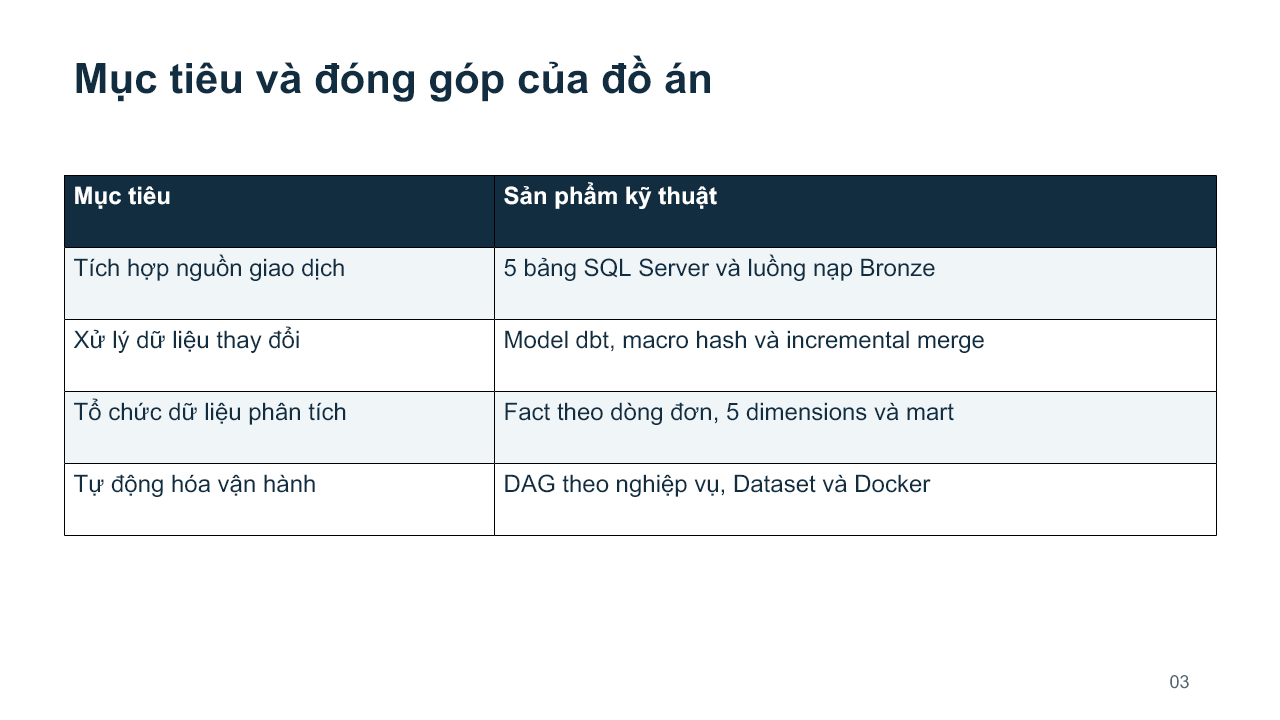 Mục tiêu và đóng góp của đồ án
Mục tiêu
Sản phẩm kỹ thuật
Tích hợp nguồn giao dịch
5 bảng SQL Server và luồng nạp Bronze
Xử lý dữ liệu thay đổi
Model dbt, macro hash và incremental merge
Tổ chức dữ liệu phân tích
Fact theo dòng đơn, 5 dimensions và mart
Tự động hóa vận hành
DAG theo nghiệp vụ, Dataset và Docker
03